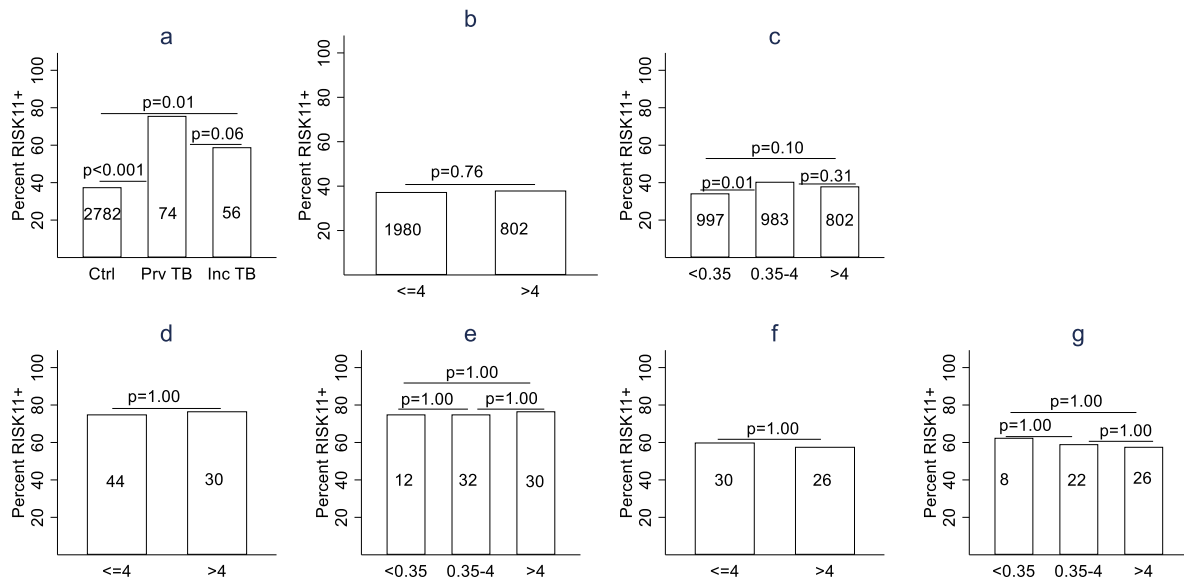 a
Percent RISK11+
100
80
60
40
20
p=0.01
p=0.06
p<0.001
2782
74
56
Ctrl
Prv TB
Inc TB
b
Percent RISK11+
100
80
60
40
20
p=0.76
1980
802
<=4
>4
c
Percent RISK11+
100
80
60
40
20
p=0.10
p=0.01
p=0.31
997
983
802
<0.35
0.35-4
>4
d
Percent RISK11+
100
80
60
40
20
p=1.00
44
30
<=4
>4
e
Percent RISK11+
100
80
60
40
20
p=1.00
p=1.00
p=1.00
12
32
30
<0.35
0.35-4
>4
f
Percent RISK11+
100
80
60
40
20
p=1.00
30
26
<=4
>4
g
Percent RISK11+
100
80
60
40
20
p=1.00
p=1.00
p=1.00
8
22
26
<0.35
0.35-4
>4